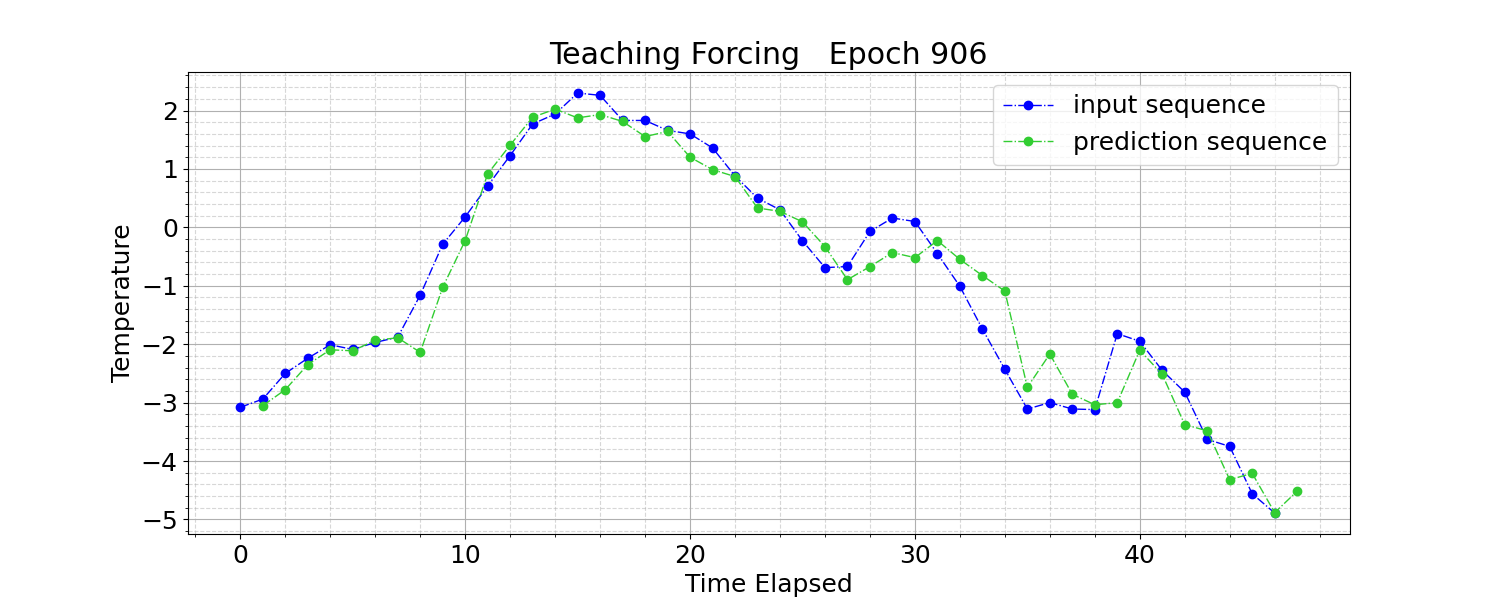 Teaching Forcing   Epoch 906
input sequence
prediction sequence
Temperature
2
1
0
−1
−2
−3
−4
−5
0 10 20 30 40
Time Elapsed